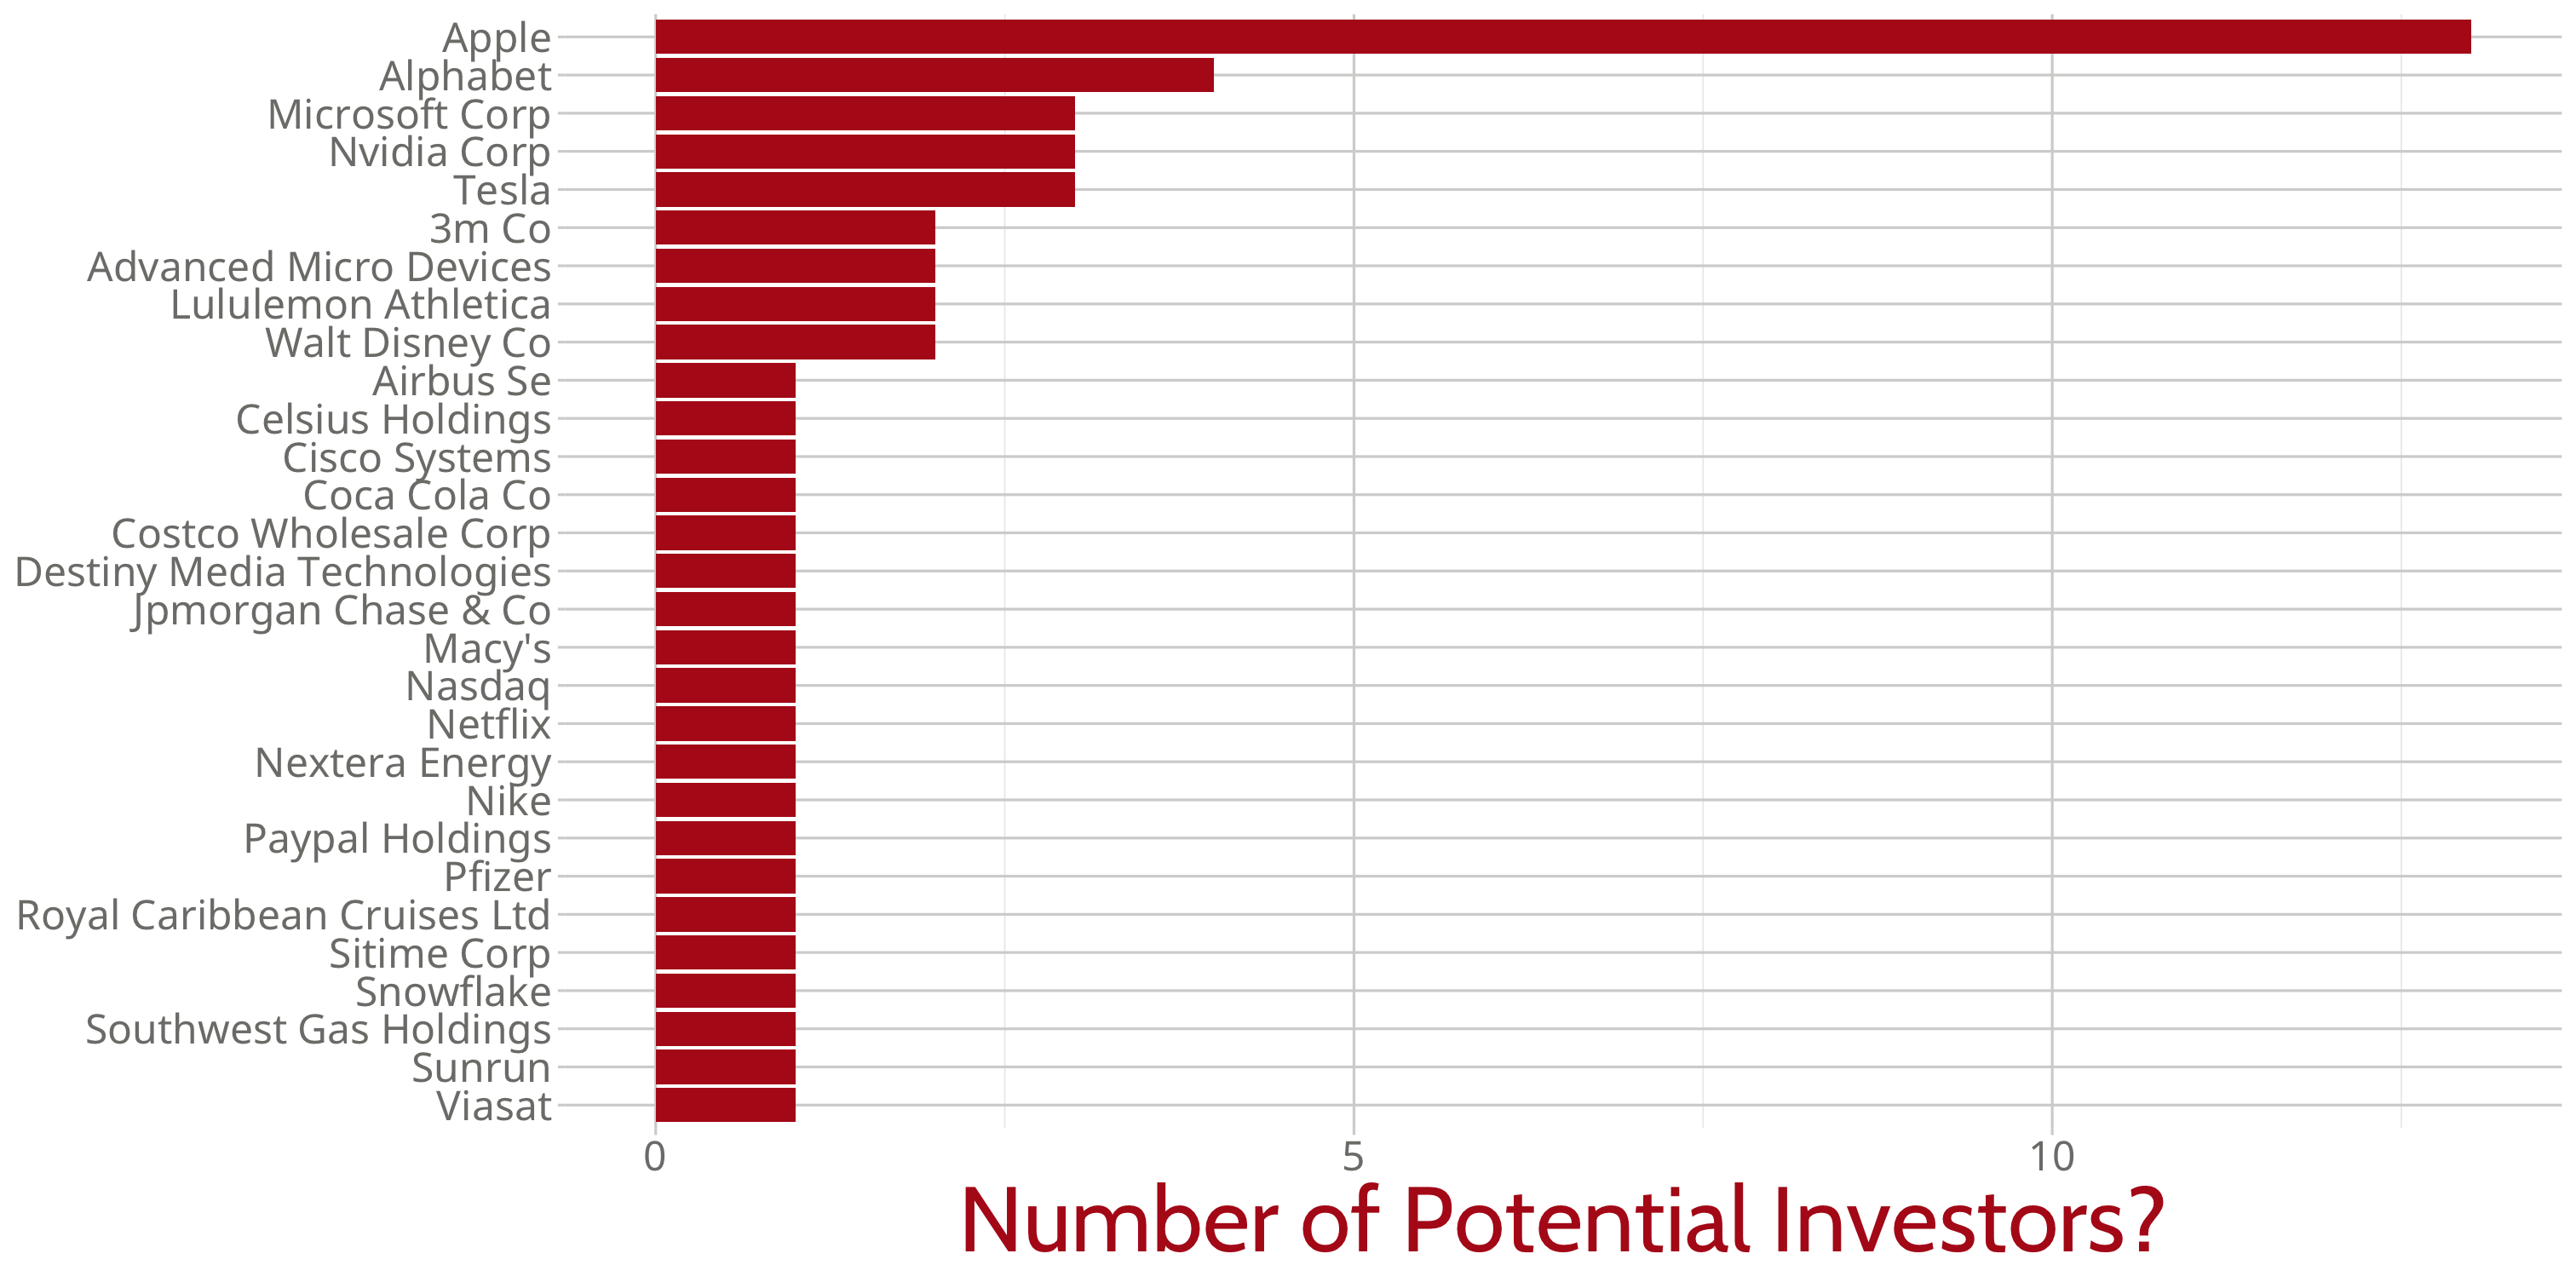 Apple
Alphabet
Microsoft Corp
Nvidia Corp
Tesla
3m Co
Advanced Micro Devices
Lululemon Athletica
Walt Disney Co
Airbus Se
Celsius Holdings
Cisco Systems
Coca Cola Co
Costco Wholesale Corp
Destiny Media Technologies
Jpmorgan Chase & Co
Macy's
Nasdaq
Netflix
Nextera Energy
Nike
Paypal Holdings
Pfizer
Royal Caribbean Cruises Ltd
Sitime Corp
Snowflake
Southwest Gas Holdings
Sunrun
Viasat
0 5 10
Number of Potential Investors?